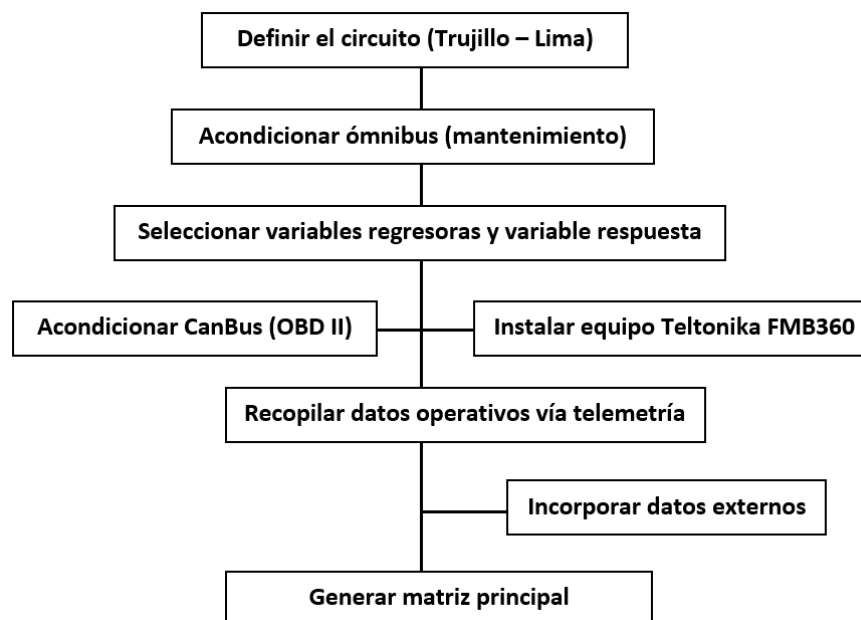 Definir el circuito (Trujillo – Lima)
Acondicionar ómnibus (mantenimiento)
Seleccionar variables regresoras y variable respuesta
Acondicionar CanBus (OBD II)
Instalar equipo Teltonika FMB360
Recopilar datos operativos vía telemetría
Incorporar datos externos
Generar matriz principal